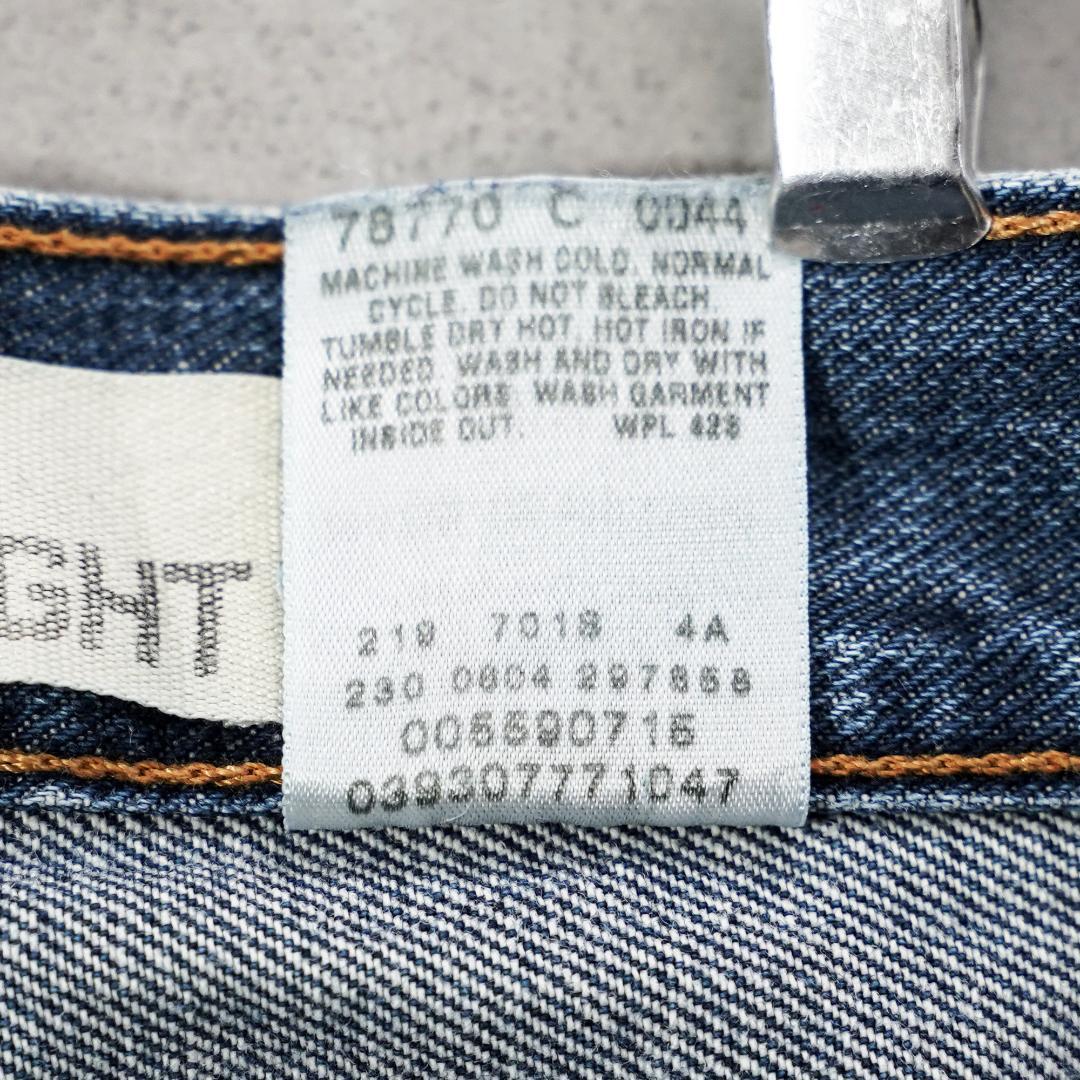 78770 C 0044
MACHINE WASH COLD, NORMAL
CYCLE. DO NOT BLEACH.
TUMBLE DRY HOT, HOT IRON IF
NEEDED. WASH AND DRY WITH
LIKE COLORS WASH GARMENT
INSIDE OUT. WPL 423
GHT
219 701S 4A
230 0604 297858
005590715
039307771047